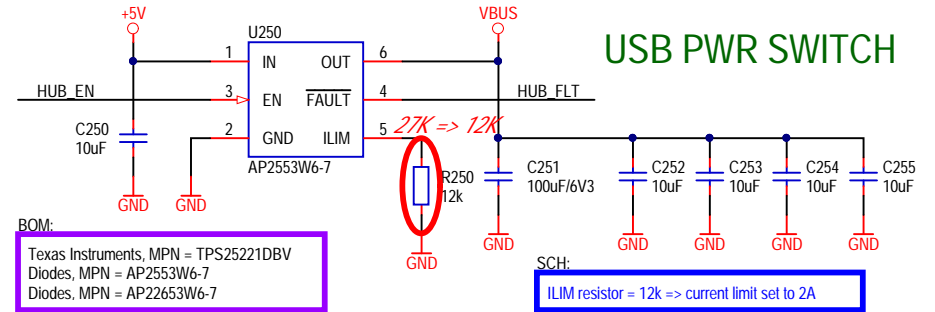 +5V
VBUS
USB PWR SWITCH
U250
1
IN
OUT
6
HUB_EN
3
EN
FAULT
4
HUB_FLT
2
GND
ILIM
5
27K => 12K
AP2553W6-7
C250
10uF
R250
12k
C251
100uF/6V3
C252
10uF
C253
10uF
C254
10uF
C255
10uF
GND
GND
GND
GND
GND
GND
GND
GND
BOM:
Texas Instruments, MPN = TPS25221DBV
Diodes, MPN = AP2553W6-7
Diodes, MPN = AP22653W6-7
SCH:
ILIM resistor = 12k => current limit set to 2A